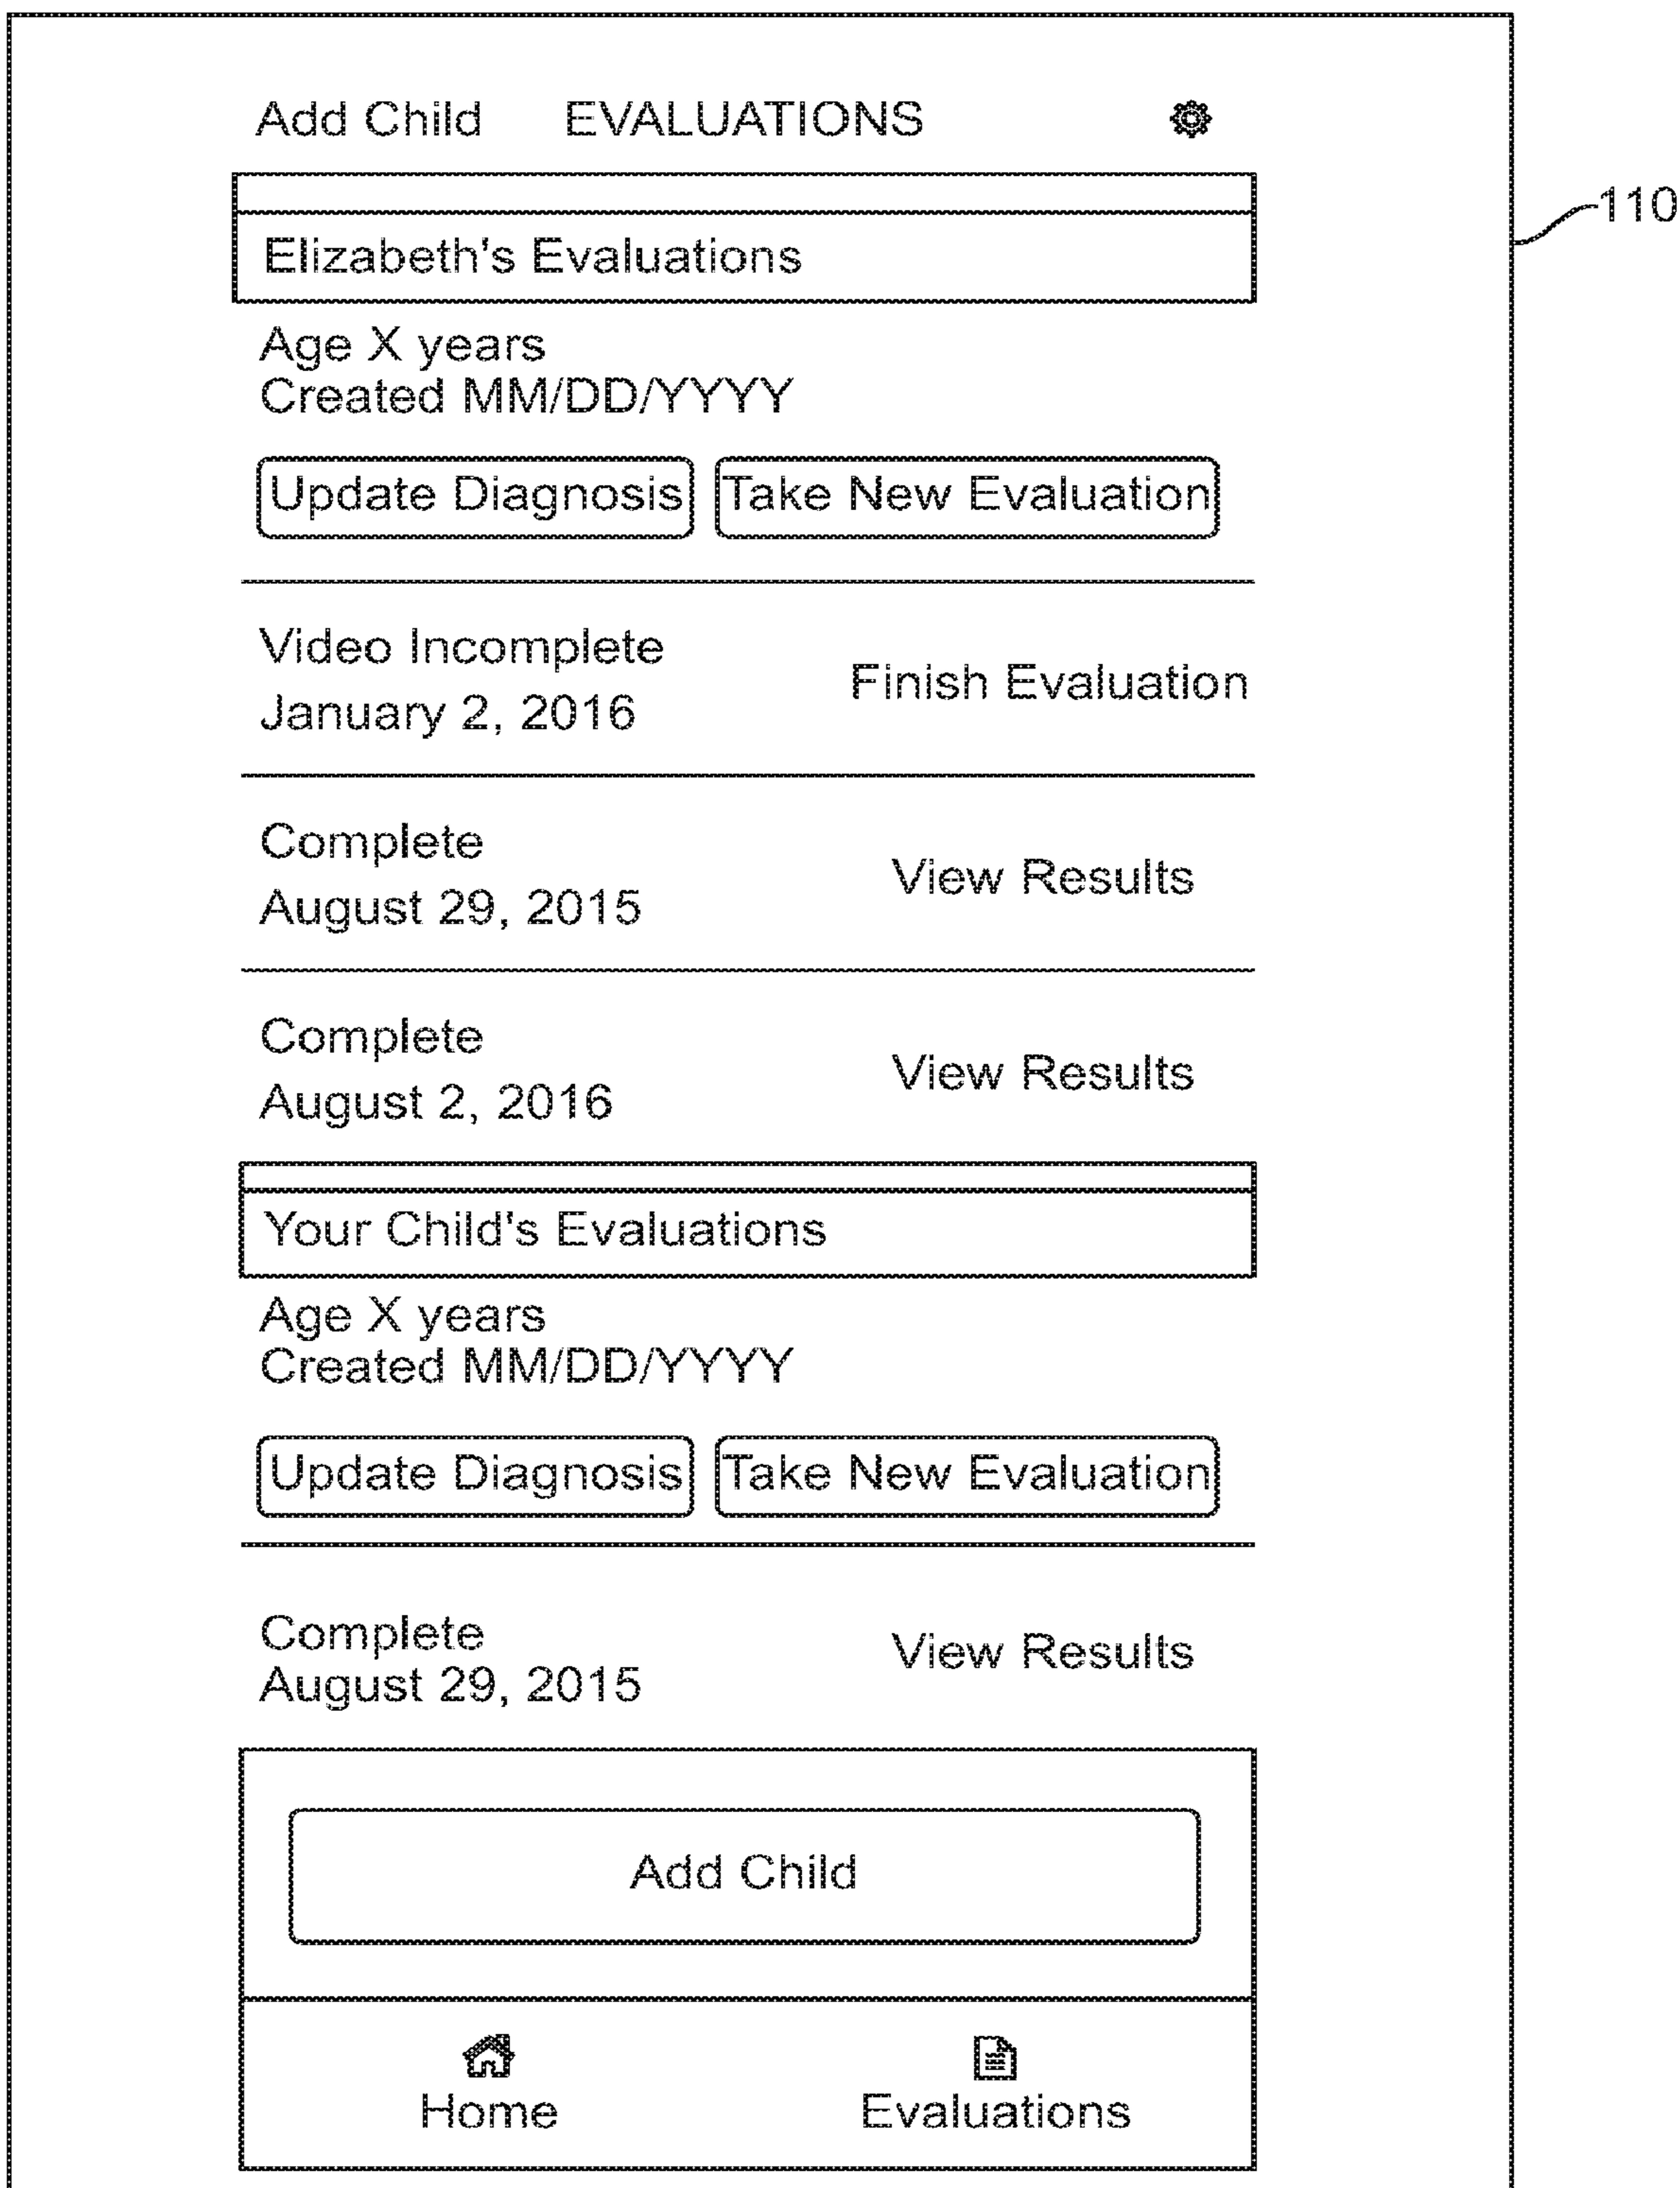 Add Child EVALUATIONS
110
Elizabeth's Evaluations
Age X years
Created MM/DD/YYYY
Update Diagnosis Take New Evaluation
Video Incomplete
January 2, 2016
Finish Evaluation
Complete
August 29, 2015
View Results
Complete
August 2, 2016
View Results
Your Child's Evaluations
Age X years
Created MM/DD/YYYY
Update Diagnosis Take New Evaluation
Complete
August 29, 2015
View Results
Add Child
Home Evaluations